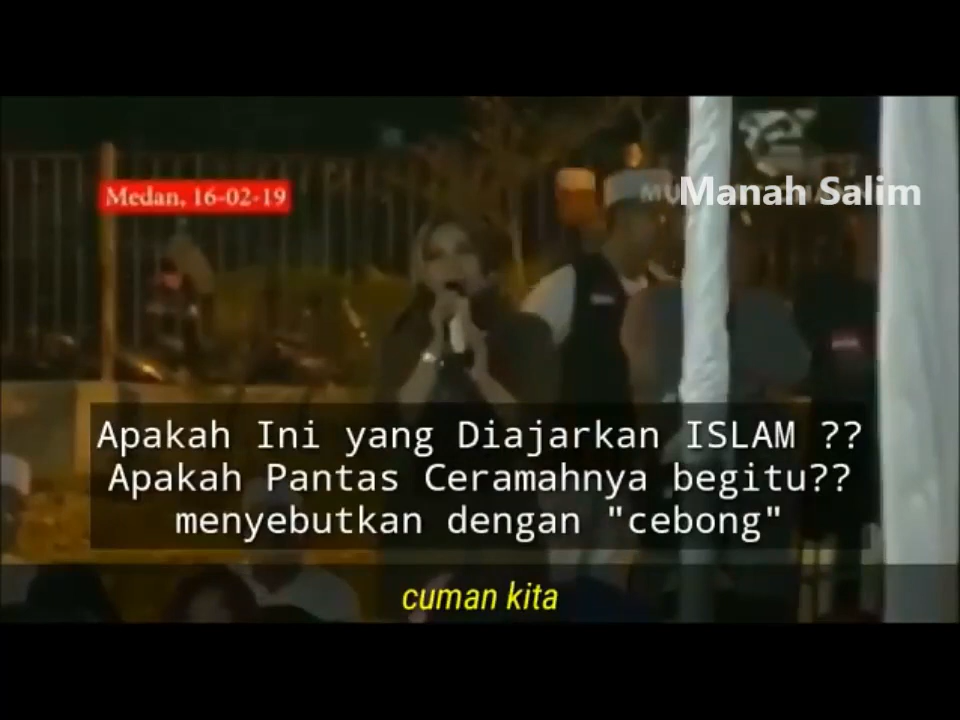 Medan, 16-02-19
Manah Salim
Apakah Ini yang Diajarkan ISLAM ??
Apakah Pantas Ceramahnya begitu??
menyebutkan dengan "cebong"
cuman kita